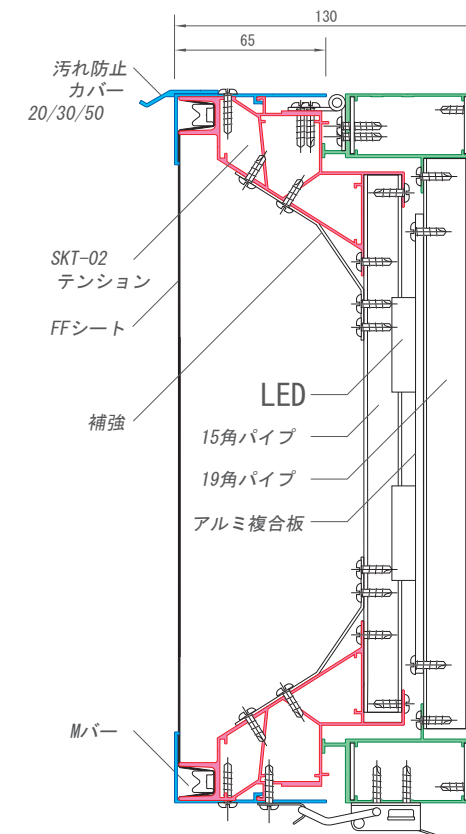 130
65
汚れ防止
カバー
20/30/50
SKT-02
テンション
FFシート
LED
補強
15角パイプ
19角パイプ
アルミ複合板
Mバー